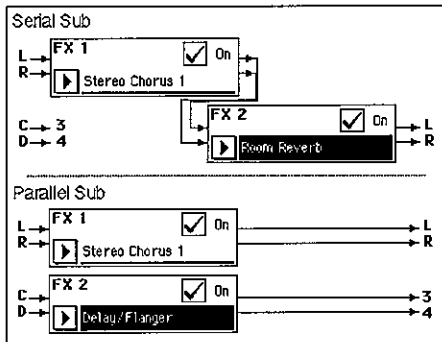 Serial Sub
FX 1
On
L
R
Stereo Chorus 1
FX 2
On
C 3
D 4
Room Reverb
L
R
Parallel Sub
FX 1
On
L L
R R
Stereo Chorus 1
FX 2
On
C 3
D 4
Delay/Flanger